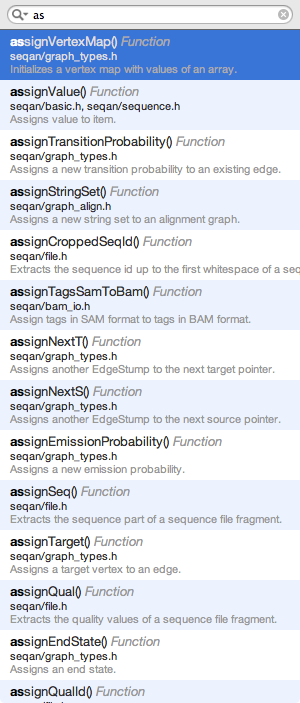 as
assignVertexMap() Function
seqan/graph_types.h
Initializes a vertex map with values of an array.
assignValue() Function
seqan/basic.h, seqan/sequence.h
Assigns value to item.
assignTransitionProbability() Function
seqan/graph_types.h
Assigns a new transition probability to an existing edge.
assignStringSet() Function
seqan/graph_align.h
Assigns a new string set to an alignment graph.
assignCroppedSeqId() Function
seqan/file.h
Extracts the sequence id up to the first whitespace of a seq
assignTagsSamToBam() Function
seqan/bam_io.h
Assign tags in SAM format to tags in BAM format.
assignNextT() Function
seqan/graph_types.h
Assigns another EdgeStump to the next target pointer.
assignNextS() Function
seqan/graph_types.h
Assigns another EdgeStump to the next source pointer.
assignEmissionProbability() Function
seqan/graph_types.h
Assigns a new emission probability.
assignSeq() Function
seqan/file.h
Extracts the sequence part of a sequence file fragment.
assignTarget() Function
seqan/graph_types.h
Assigns a target vertex to an edge.
assignQual() Function
seqan/file.h
Extracts the quality values of a sequence file fragment.
assignEndState() Function
seqan/graph_types.h
Assigns an end state.
assignQualId() Function